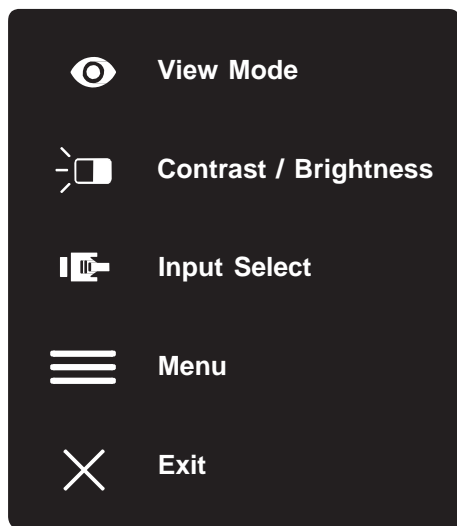 View Mode
Contrast / Brightness
Input Select
Menu
Exit